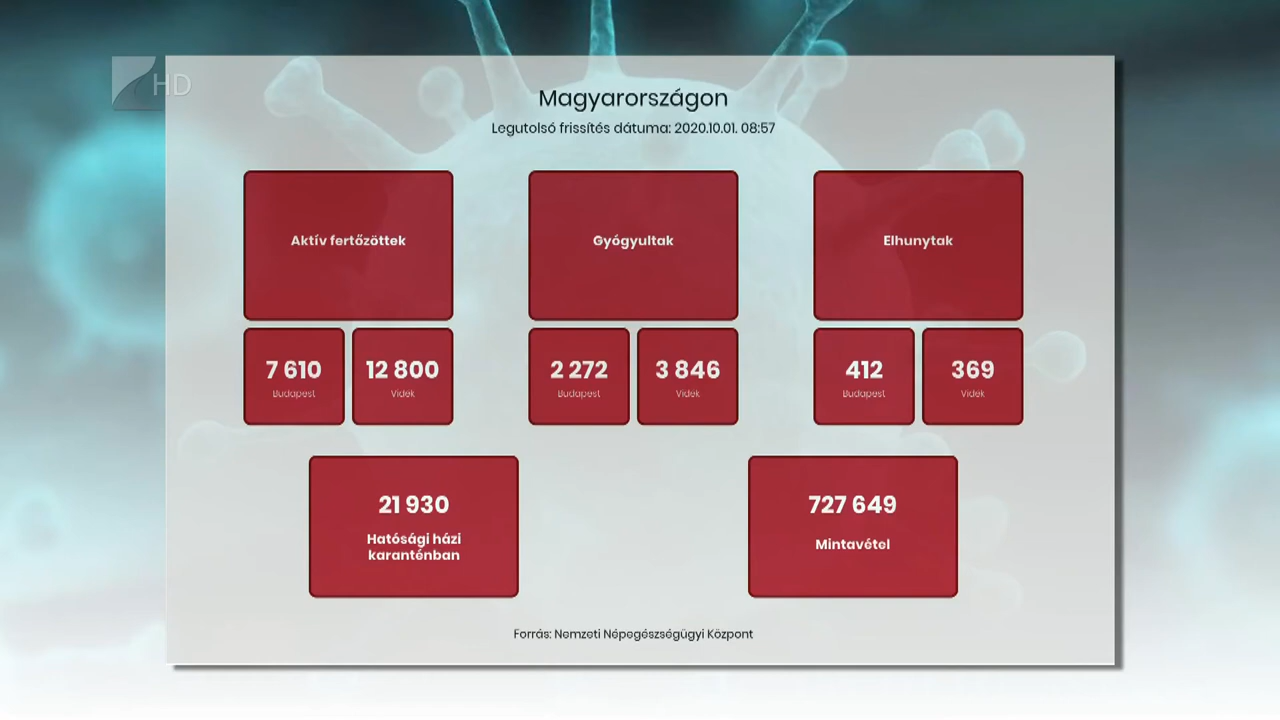 HD
Magyarországon
Legutolsó frissítés dátuma: 2020.10.01. 08:57
Aktív fertőzöttek
Gyógyultak
Elhunytak
7 610
Budapest
12 800
Vidék
2 272
Budapest
3 846
Vidék
412
Budapest
369
Vidék
21 930
Hatósági házi
karanténban
727 649
Mintavétel
Forrás: Nemzeti Népegészségügyi Központ